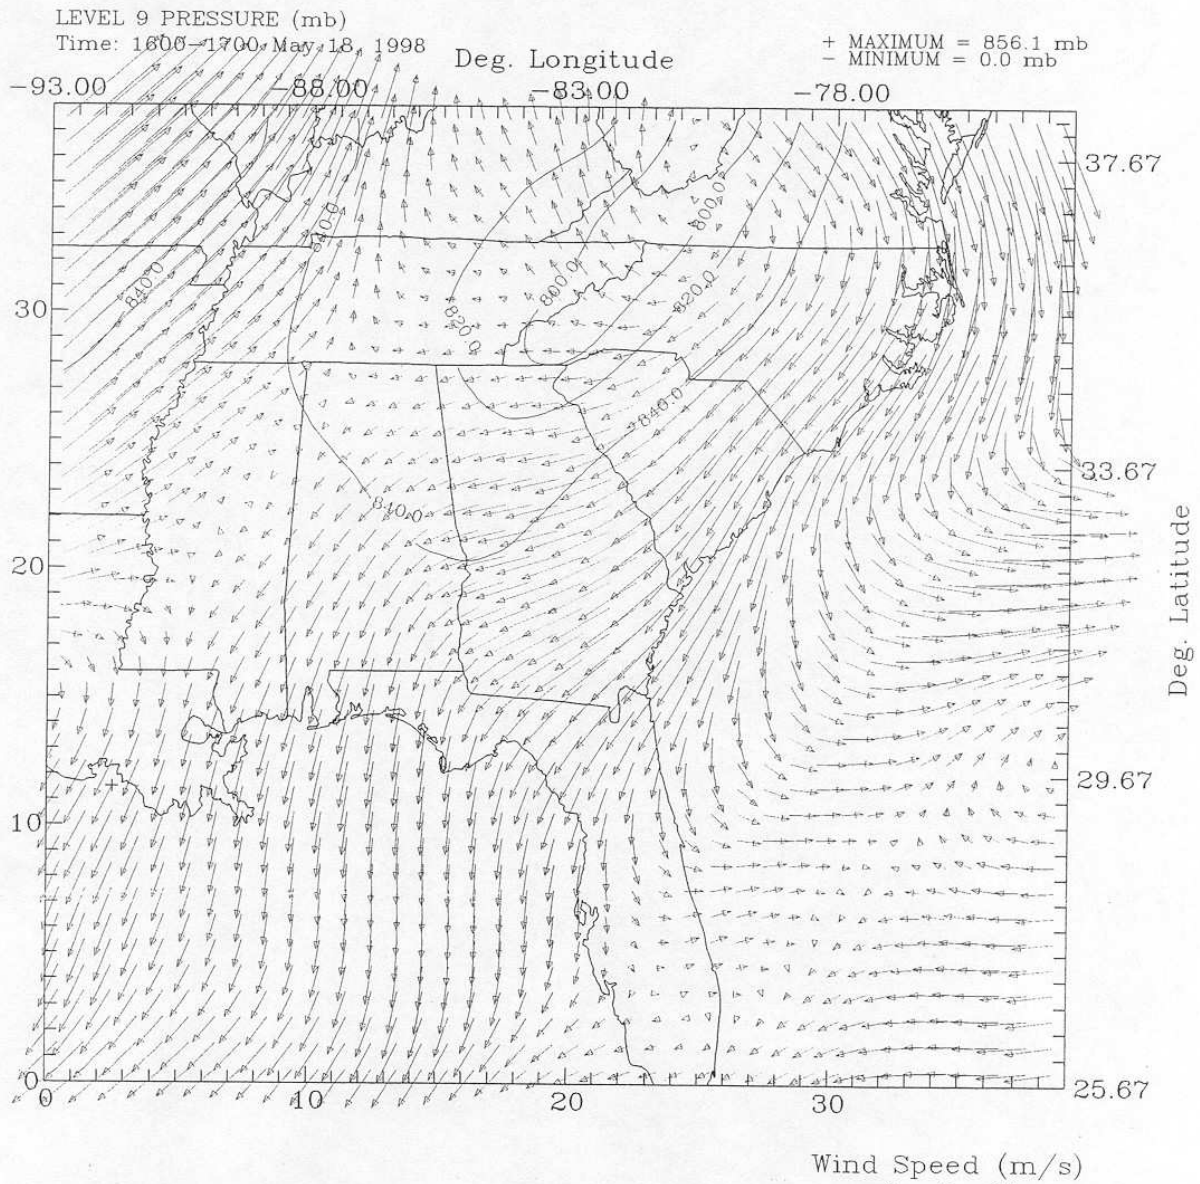 LEVEL 9 PRESSURE (mb)
Time: 1600-1700 May 18, 1998
+ MAXIMUM = 856.1 mb
- MINIMUM = 0.0 mb
Deg. Longitude
-93.00 -88.00 -83.00 -78.00
37.67
840.0
800.0
840.0
800.0
820.0
30
820.0
840.0
33.67
840.0
20
Deg. Latitude
29.67
10
0
25.67
0 10 20 30
Wind Speed (m/s)